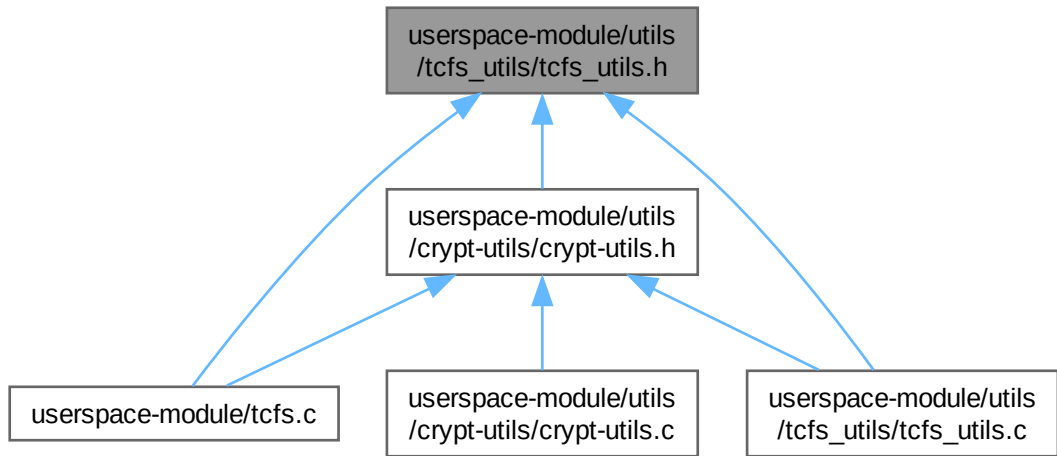 userspace-module/utils
/tcfs_utils/tcfs_utils.h
userspace-module/utils
/crypt-utils/crypt-utils.h
userspace-module/tcfs.c
userspace-module/utils
/crypt-utils/crypt-utils.c
userspace-module/utils
/tcfs_utils/tcfs_utils.c